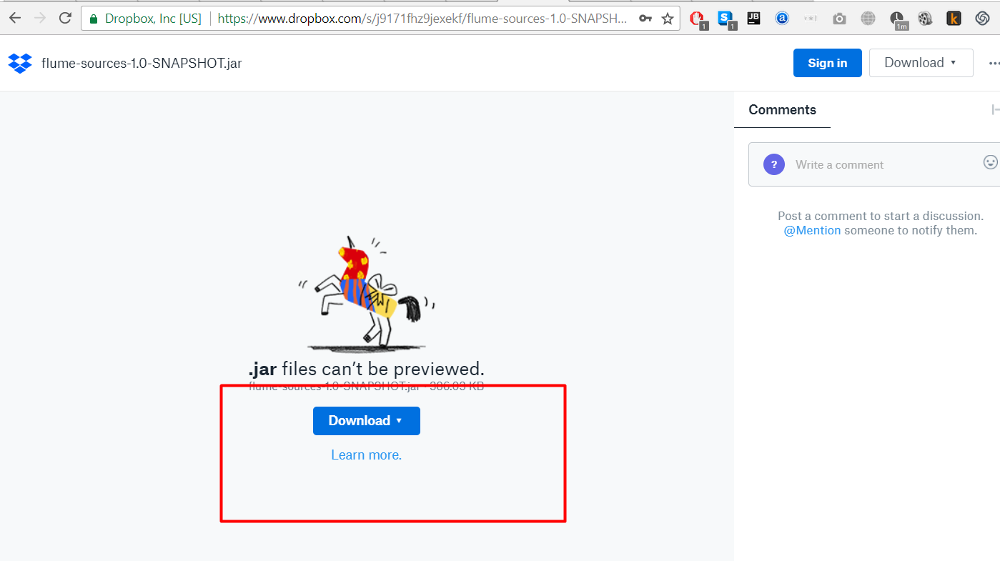 Dropbox, Inc [US] https://www.dropbox.com/s/j9171fhz9jexekf/flume-sources-1.0-SNAPSH...
1
S
1
JB
a
1m
k
flume-sources-1.0-SNAPSHOT.jar
Sign in
Download
Comments
?
Write a comment
Post a comment to start a discussion.
@Mention someone to notify them.
.jar files can’t be previewed.
flume-sources-1.0-SNAPSHOT.jar · 386.03 KB
Download
Learn more.